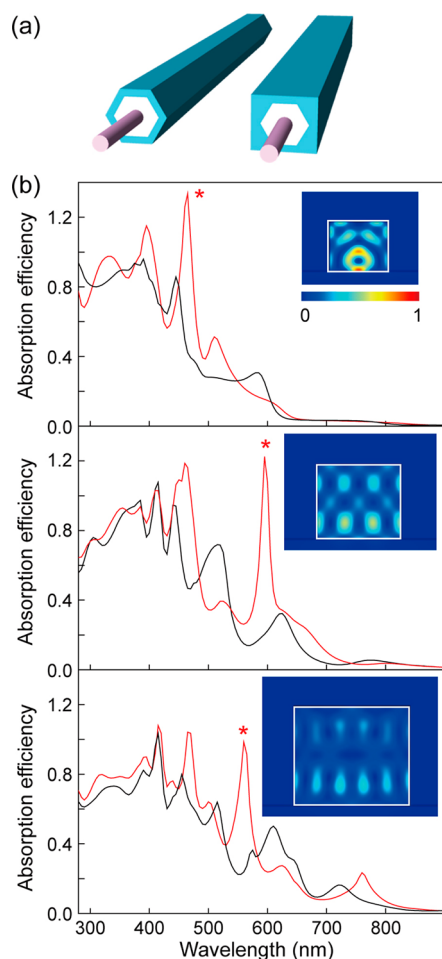 (a)
(b)
1.2
0.8
0.4
0.0
Absorption efficiency
*
0 1
1.2
0.8
0.4
0.0
Absorption efficiency
*
1.2
0.8
0.4
0.0
Absorption efficiency
*
300 400 500 600 700 800
Wavelength (nm)